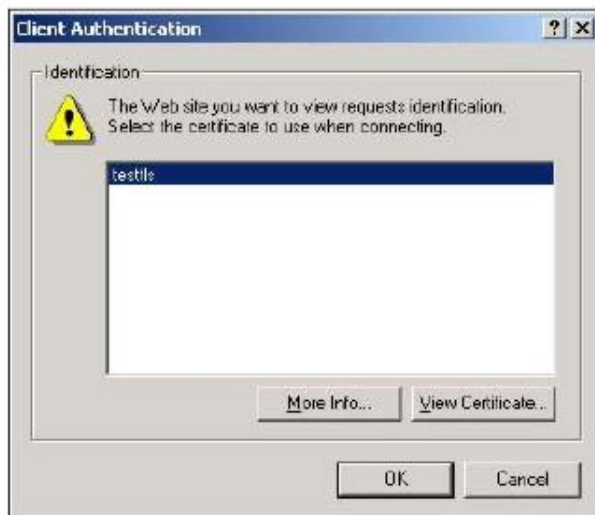 Client Authentication
Identification
The Web site you want to view requests identification.
Select the certificate to use when connecting.
testils
More Info...
View Certificate...
OK
Cancel